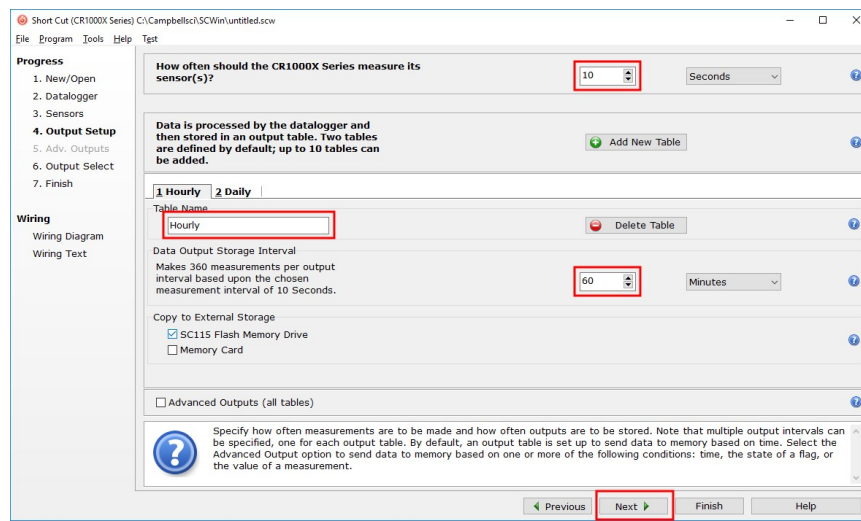 Short Cut (CR1000X Series) C:\Campbellsci\SCWin\untitled.scw
File Program Tools Help Test
Progress
1. New/Open
2. Datalogger
3. Sensors
4. Output Setup
5. Adv. Outputs
6. Output Select
7. Finish
Wiring
Wiring Diagram
Wiring Text
How often should the CR1000X Series measure its
sensor(s)?
10
Seconds
Data is processed by the datalogger and
then stored in an output table. Two tables
are defined by default; up to 10 tables can
be added.
Add New Table
1 Hourly 2 Daily
Table Name
Hourly
Delete Table
Data Output Storage Interval
Makes 360 measurements per output
interval based upon the chosen
measurement interval of 10 Seconds.
60
Minutes
Copy to External Storage
SC115 Flash Memory Drive
Memory Card
Advanced Outputs (all tables)
Specify how often measurements are to be made and how often outputs are to be stored. Note that multiple output intervals can
be specified, one for each output table. By default, an output table is set up to send data to memory based on time. Select the
Advanced Output option to send data to memory based on one or more of the following conditions: time, the state of a flag, or
the value of a measurement.
Previous Next Finish Help